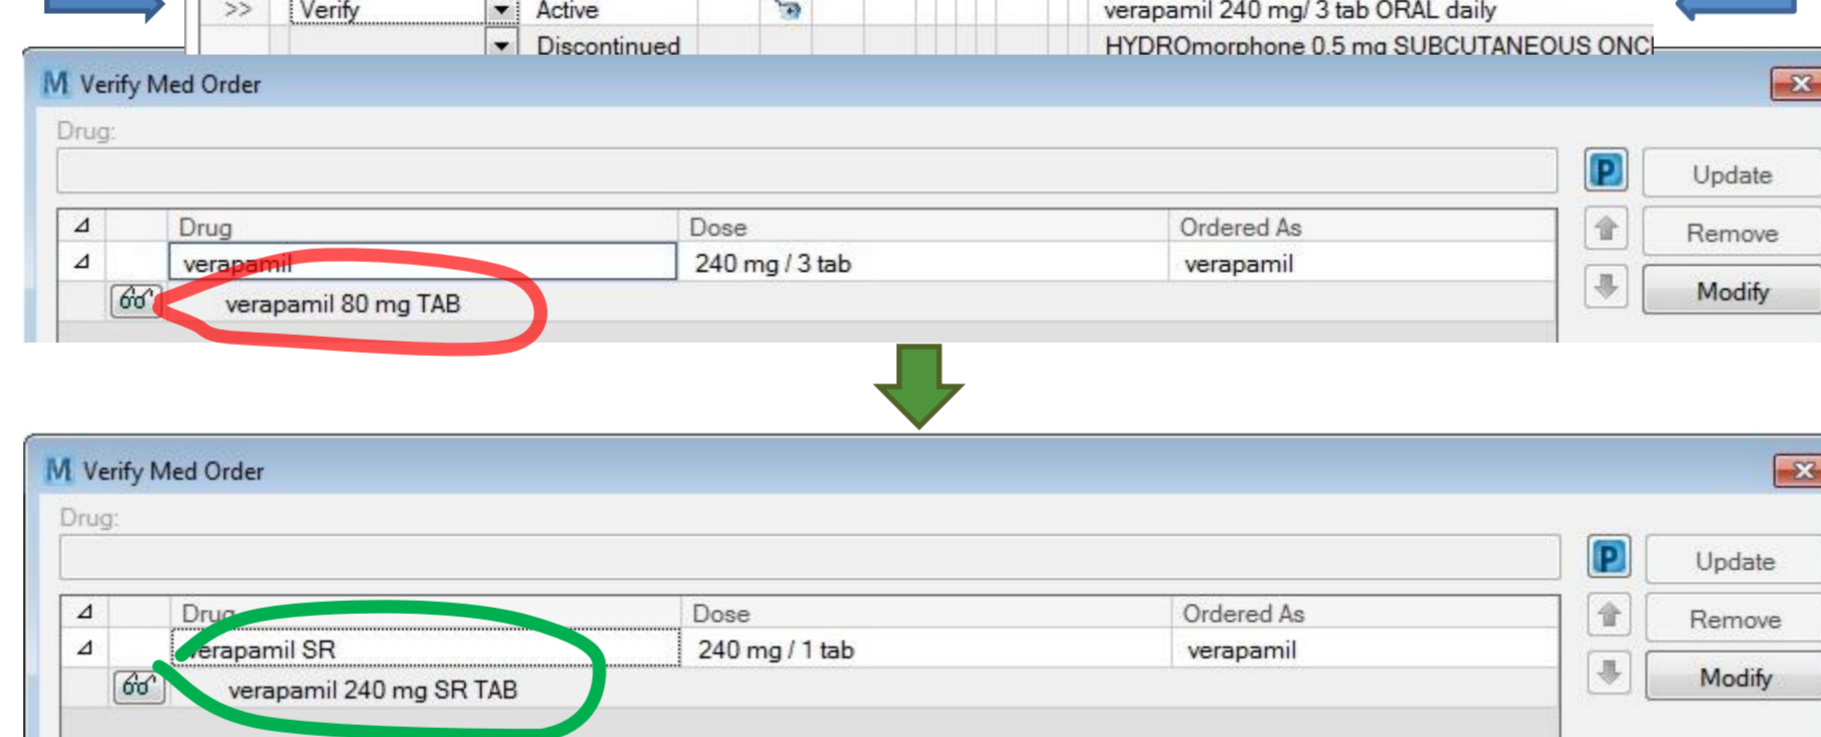 >> Verify Active verapamil 240 mg/ 3 tab ORAL daily
Discontinued HYDROmorphone 0.5 mg SUBCUTANEOUS ONC
M Verify Med Order
Drug:
P Update
Drug Dose Ordered As
Remove
verapamil 240 mg / 3 tab verapamil
verapamil 80 mg TAB
Modify
M Verify Med Order
Drug:
P Update
Drug Dose Ordered As
Remove
verapamil SR 240 mg / 1 tab verapamil
verapamil 240 mg SR TAB
Modify